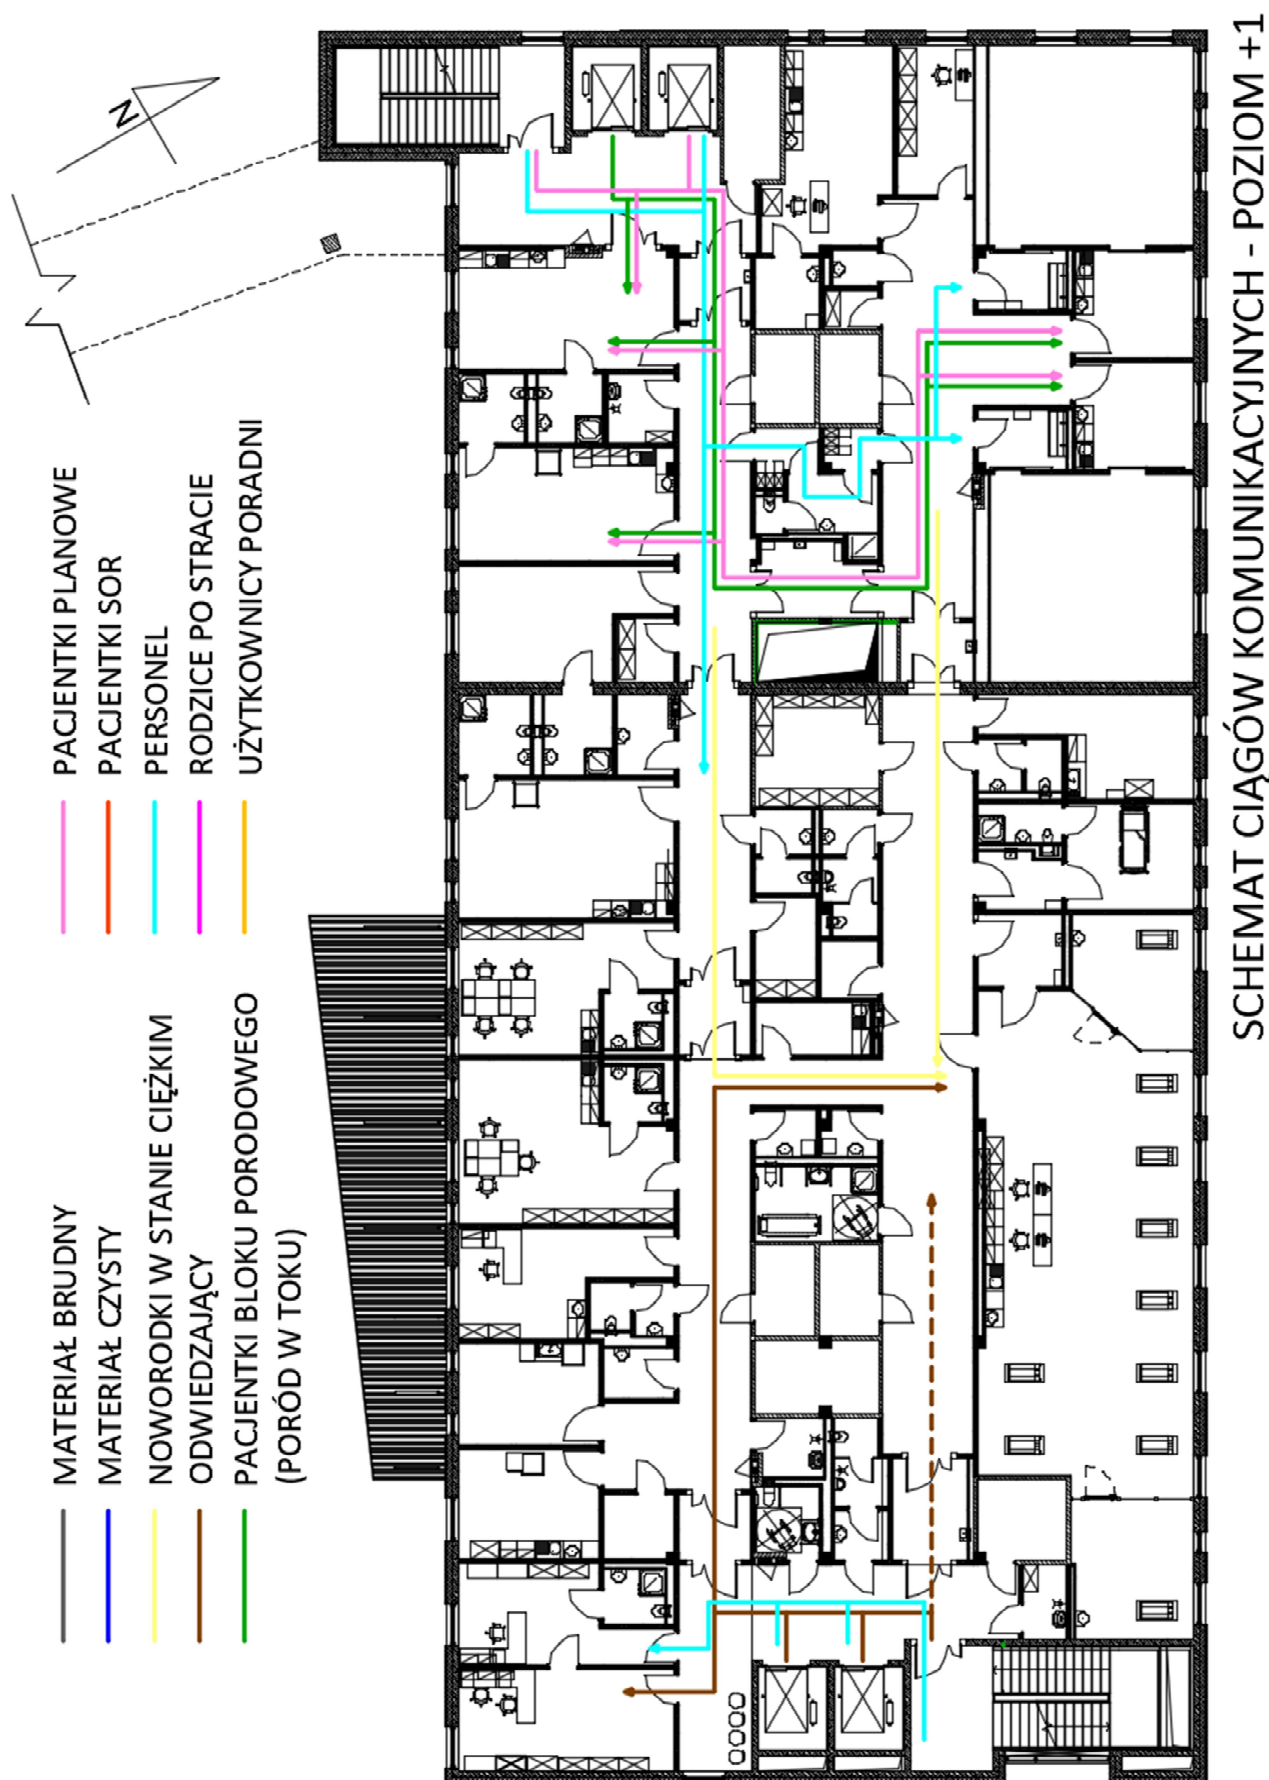 N
MATERIAŁ BRUDNY
MATERIAŁ CZYSTY
NOWORODKI W STANIE CIĘŻKIM
ODWIEDZAJĄCY
PACJENTKI BLOKU PORODOWEGO
(PORÓD W TOKU)
PACJENTKI PLANOWE
PACJENTKI SOR
PERSONEL
RODZICE PO STRACIE
UŻYTKOWNICY PORADNI
SCHEMAT CIĄGÓW KOMUNIKACYJNYCH - POZIOM +1